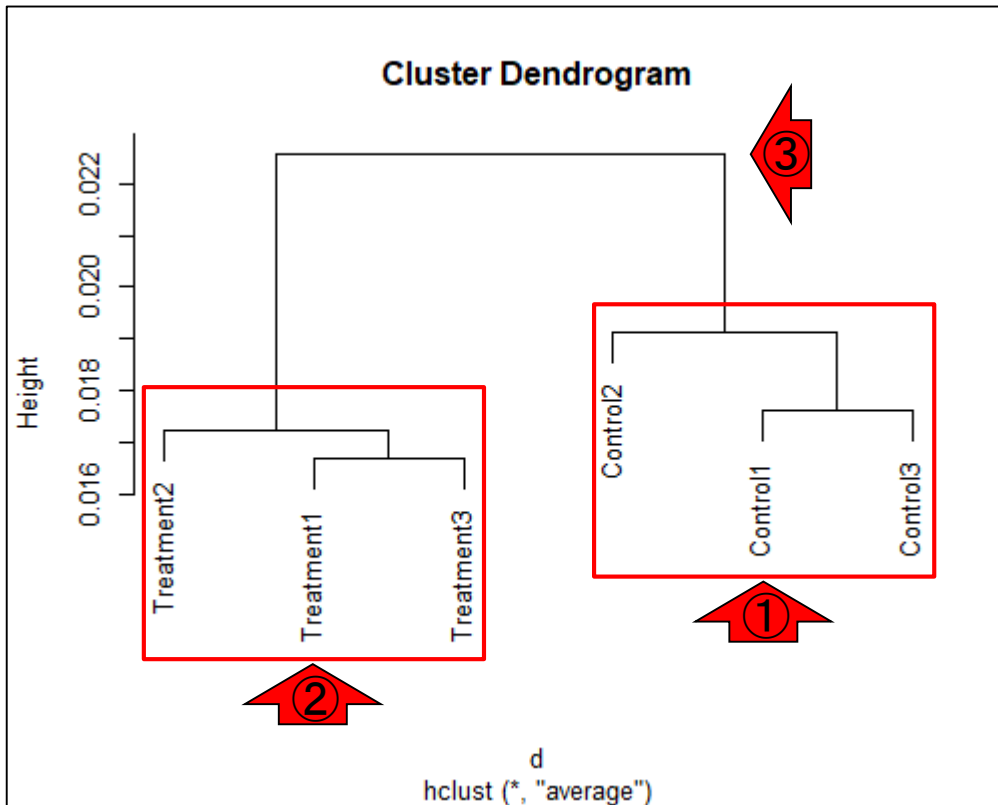 Cluster Dendrogram
③
0.022
0.020
0.018
0.016
Height
Control2
Control1
Control3
Treatment2
Treatment1
Treatment3
①
②
d
hclust (*, "average")